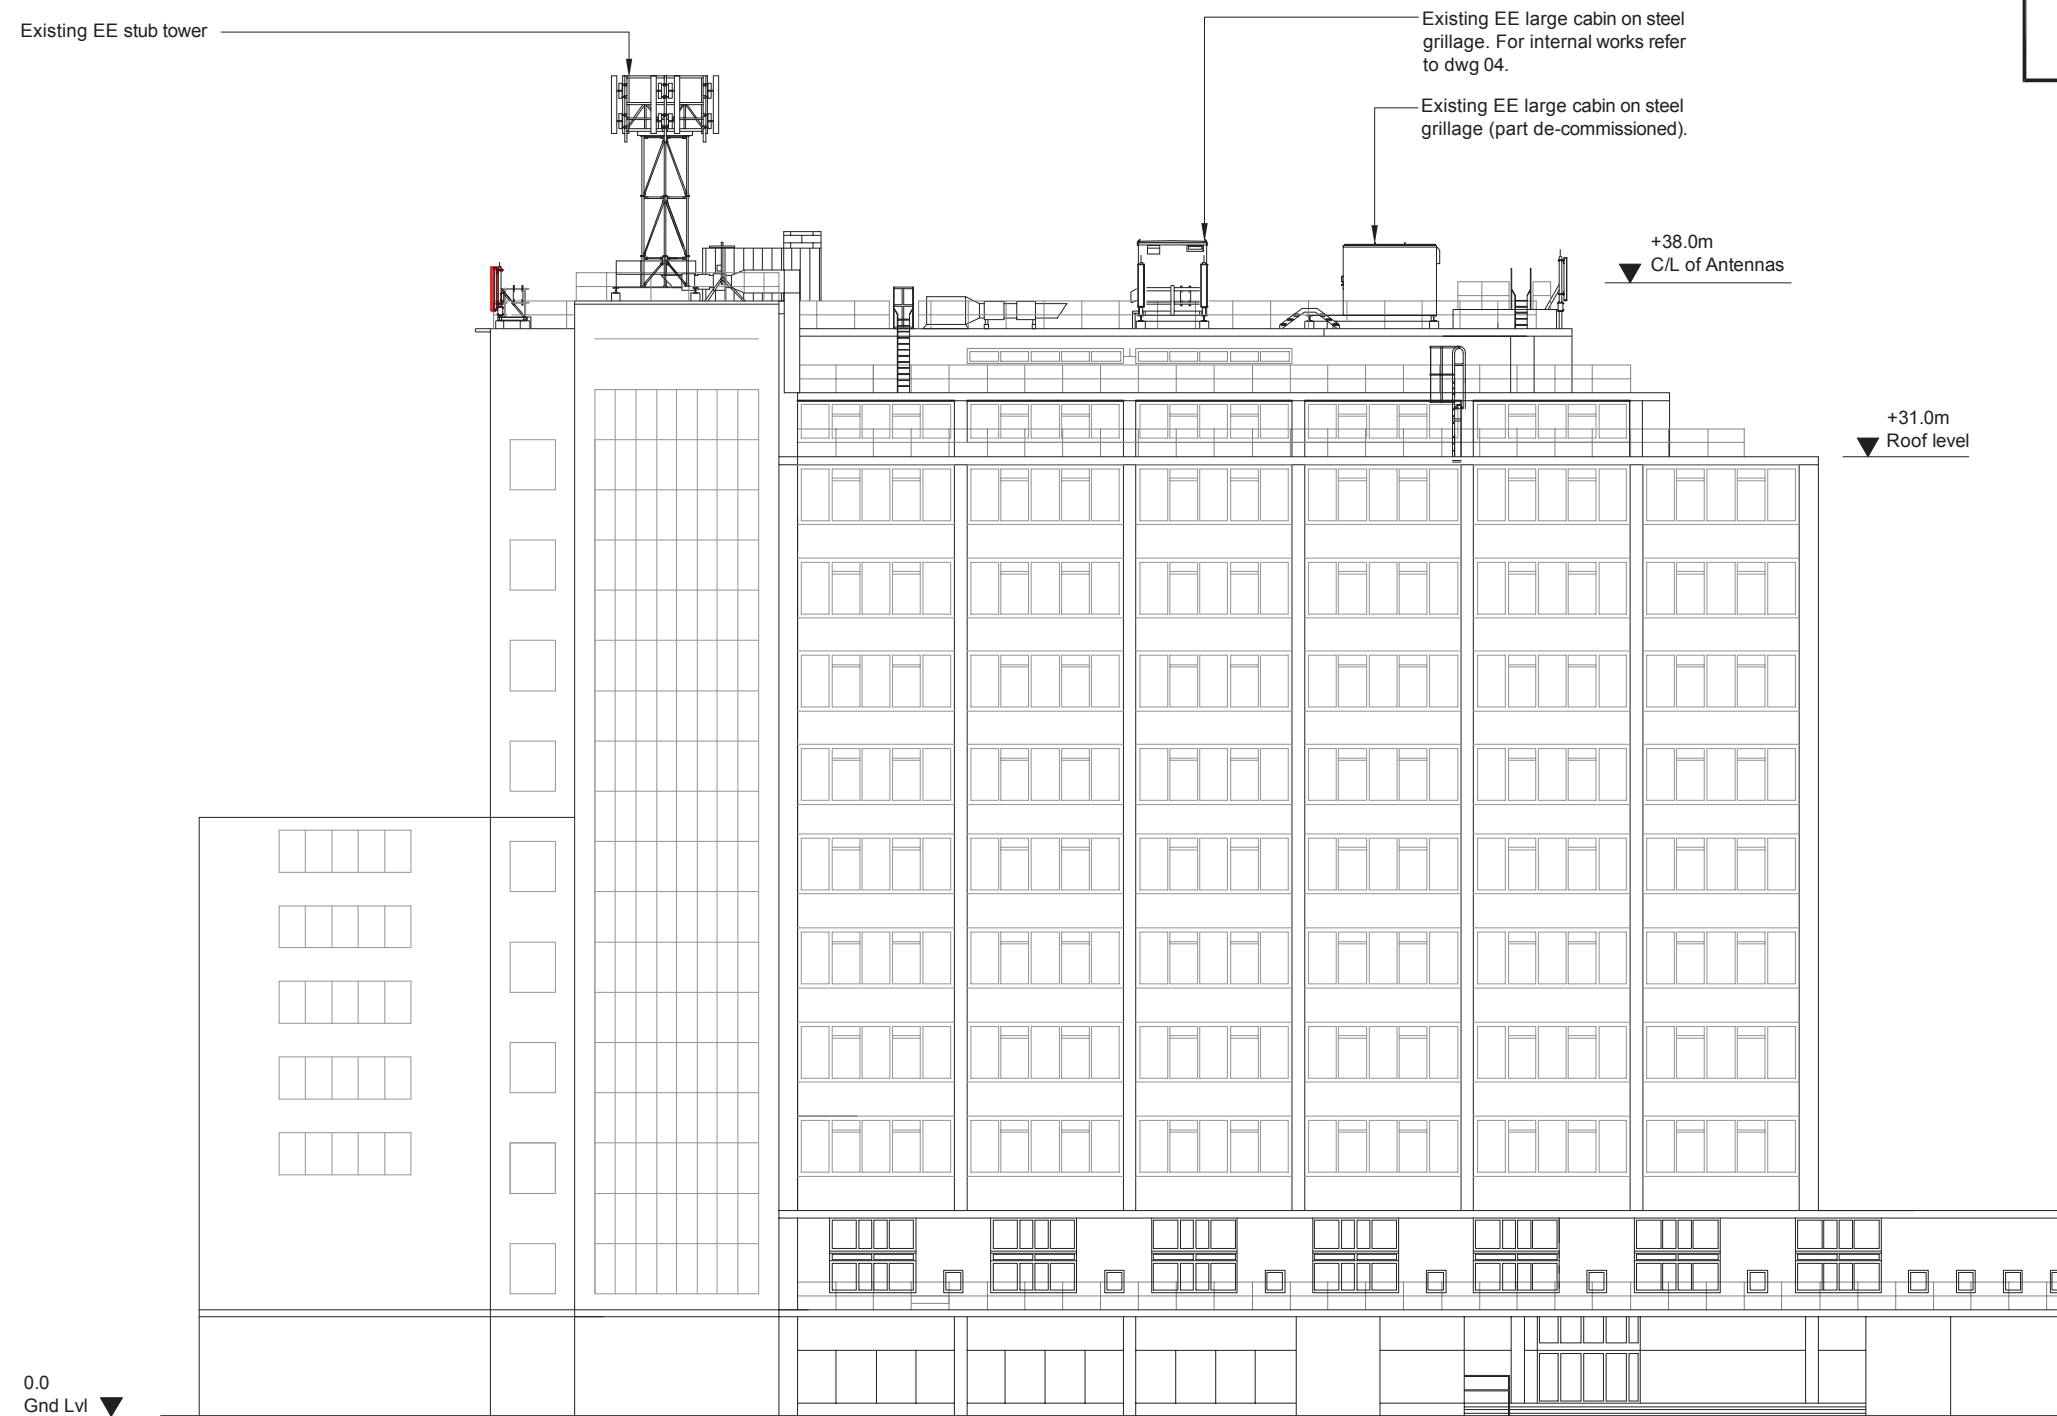 Existing EE stub tower
Existing EE large cabin on steel
grillage. For internal works refer
to dwg 04.
Existing EE large cabin on steel
grillage (part de-commissioned).
+38.0m
C/L of Antennas
+31.0m
Roof level
0.0
Gnd Lvl